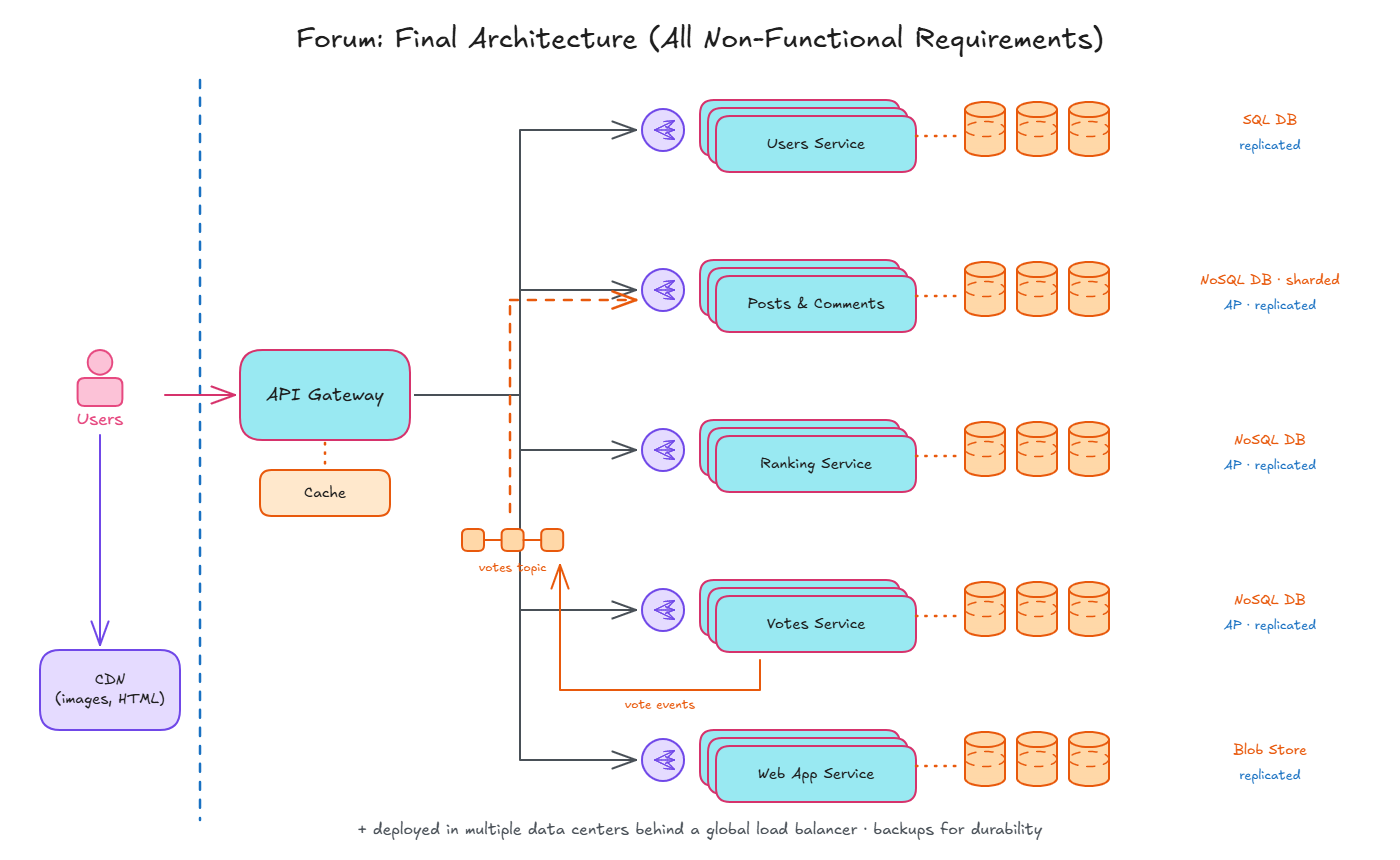 Forum: Final Architecture (All Non-Functional Requirements)
Users Service
SQL DB
replicated
Posts & Comments
NoSQL DB · sharded
AP · replicated
Users
API Gateway
Cache
Ranking Service
NoSQL DB
AP · replicated
votes topic
Votes Service
NoSQL DB
AP · replicated
CDN
(images, HTML)
vote events
Web App Service
Blob Store
replicated
+ deployed in multiple data centers behind a global load balancer · backups for durability